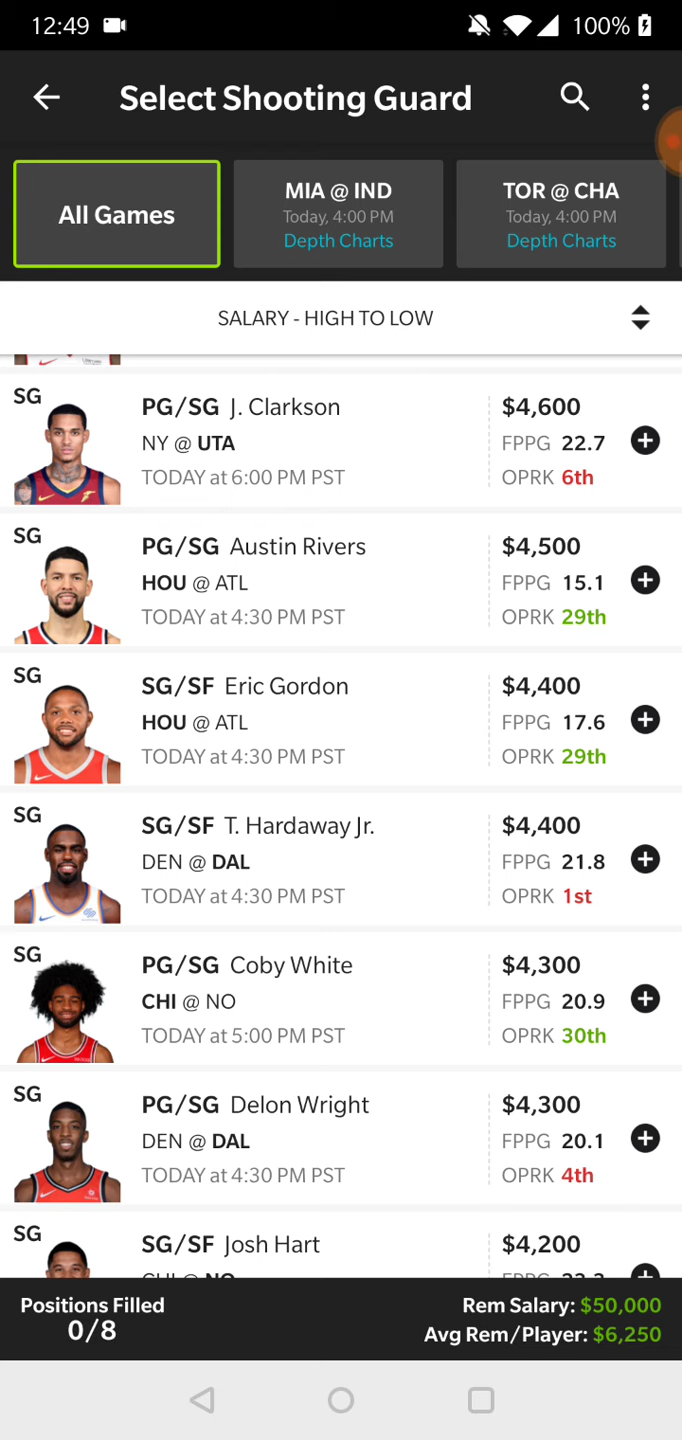 12:49
100%
Select Shooting Guard
All Games
MIA @ IND
Today, 4:00 PM
Depth Charts
TOR @ CHA
Today, 4:00 PM
Depth Charts
SALARY - HIGH TO LOW
SG
PG/SG J. Clarkson
$4,600
NY @ UTA
FPPG 22.7
TODAY at 6:00 PM PST
OPRK 6th
SG
PG/SG Austin Rivers
$4,500
HOU @ ATL
FPPG 15.1
TODAY at 4:30 PM PST
OPRK 29th
SG
SG/SF Eric Gordon
$4,400
HOU @ ATL
FPPG 17.6
TODAY at 4:30 PM PST
OPRK 29th
SG
SG/SF T. Hardaway Jr.
$4,400
DEN @ DAL
FPPG 21.8
TODAY at 4:30 PM PST
OPRK 1st
SG
PG/SG Coby White
$4,300
CHI @ NO
FPPG 20.9
TODAY at 5:00 PM PST
OPRK 30th
SG
PG/SG Delon Wright
$4,300
DEN @ DAL
FPPG 20.1
TODAY at 4:30 PM PST
OPRK 4th
SG
SG/SF Josh Hart
$4,200
CHI @ NO
FPPG
Positions Filled
0/8
Rem Salary: $50,000
Avg Rem/Player: $6,250